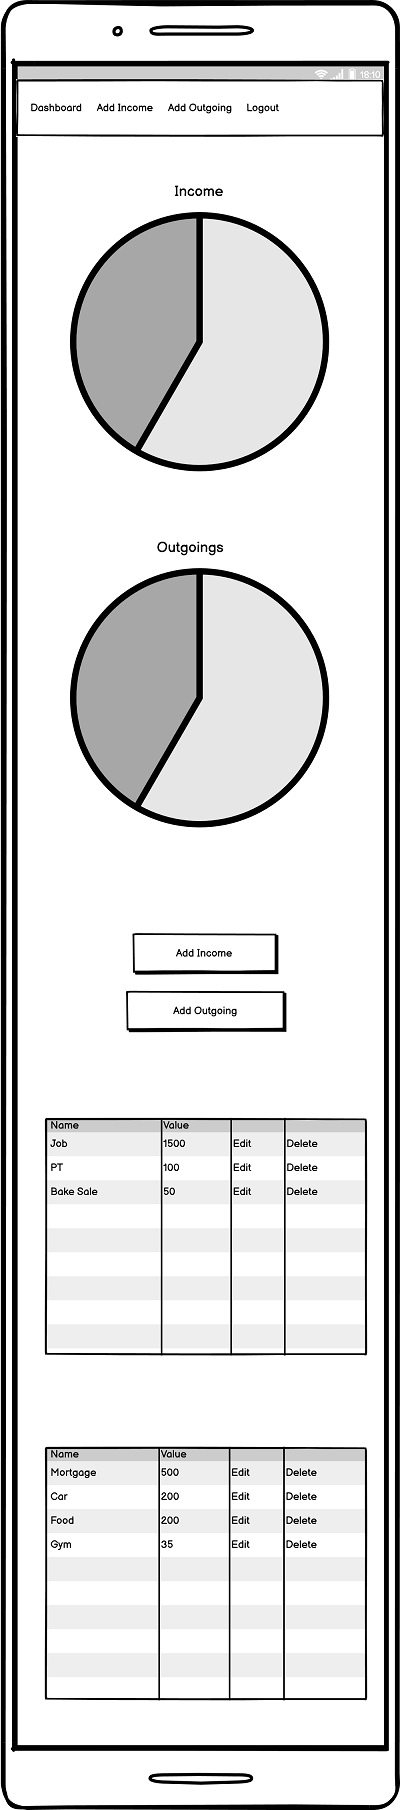 18:10
Dashboard Add Income Add Outgoing Logout
Income
Outgoings
Add Income
Add Outgoing
Name Value
Job 1500 Edit Delete
PT 100 Edit Delete
Bake Sale 50 Edit Delete
Name Value
Mortgage 500 Edit Delete
Car 200 Edit Delete
Food 200 Edit Delete
Gym 35 Edit Delete